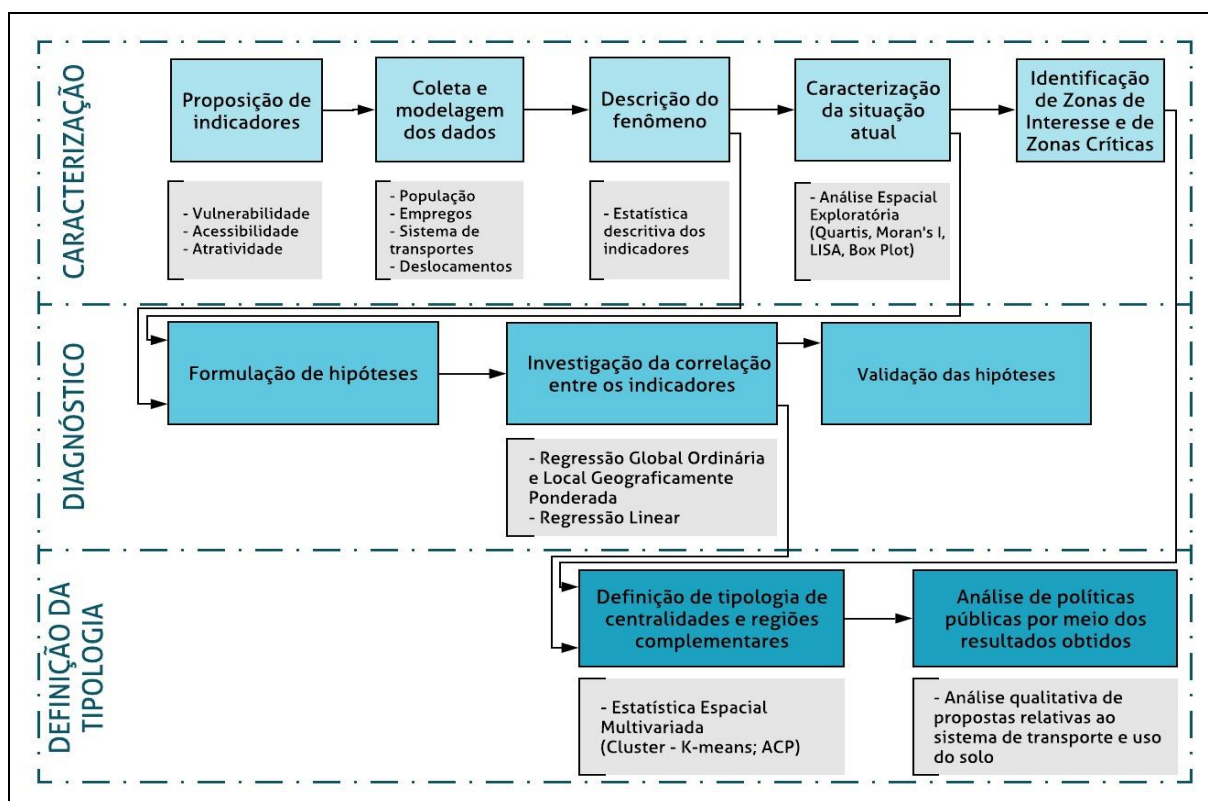 CARACTERIZAÇÃO
Proposição de
indicadores
Coleta e
modelagem
dos dados
Descrição do
fenômeno
Caracterização
da situação
atual
Identificação
de Zonas de
Interesse e de
Zonas Críticas
- Vulnerabilidade
- Acessibilidade
- Atratividade
- População
- Empregos
- Sistema de
transportes
- Deslocamentos
- Estatística
descritiva dos
indicadores
- Análise Espacial
Exploratória
(Quartis, Moran's I,
LISA, Box Plot)
DIAGNÓSTICO
Formulação de hipóteses
Investigação da correlação
entre os indicadores
Validação das hipóteses
- Regressão Global Ordinária
e Local Geograficamente
Ponderada
- Regressão Linear
DEFINIÇÃO DA
TIPOLOGIA
Definição de tipologia de
centralidades e regiões
complementares
Análise de políticas
públicas por meio dos
resultados obtidos
- Estatística Espacial
Multivariada
(Cluster - K-means; ACP)
- Análise qualitativa de
propostas relativas ao
sistema de transporte e uso
do solo